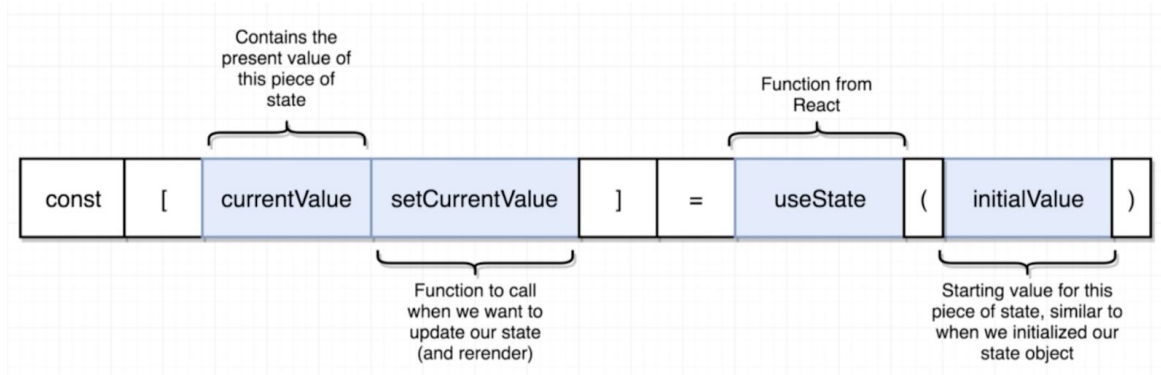 Contains the
present value of
this piece of
state
Function from
React
const [ currentValue setCurrentValue ] = useState ( initialValue )
Function to call
when we want to
update our state
(and rerender)
Starting value for this
piece of state, similar to
when we initialized our
state object